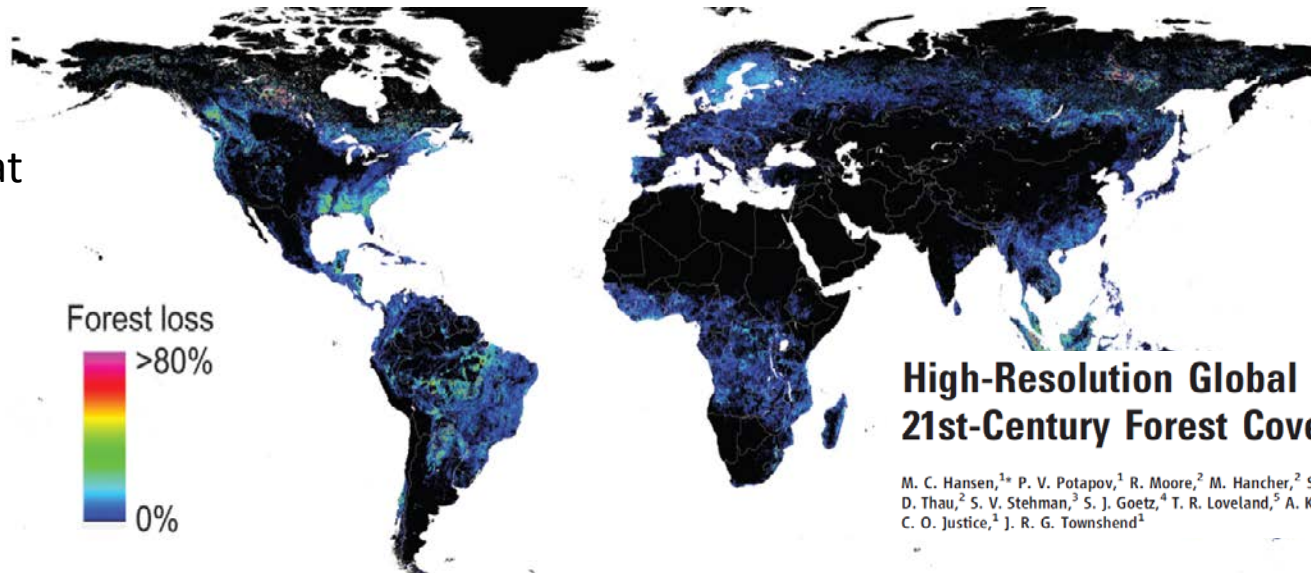 at
Forest loss
>80%
0%
High-Resolution Global
21st-Century Forest Cove
M. C. Hansen,¹* P. V. Potapov,¹ R. Moore,² M. Hancher,² S
D. Thau,² S. V. Stehman,³ S. J. Goetz,⁴ T. R. Loveland,⁵ A. K
C. O. Justice,¹ J. R. G. Townshend¹